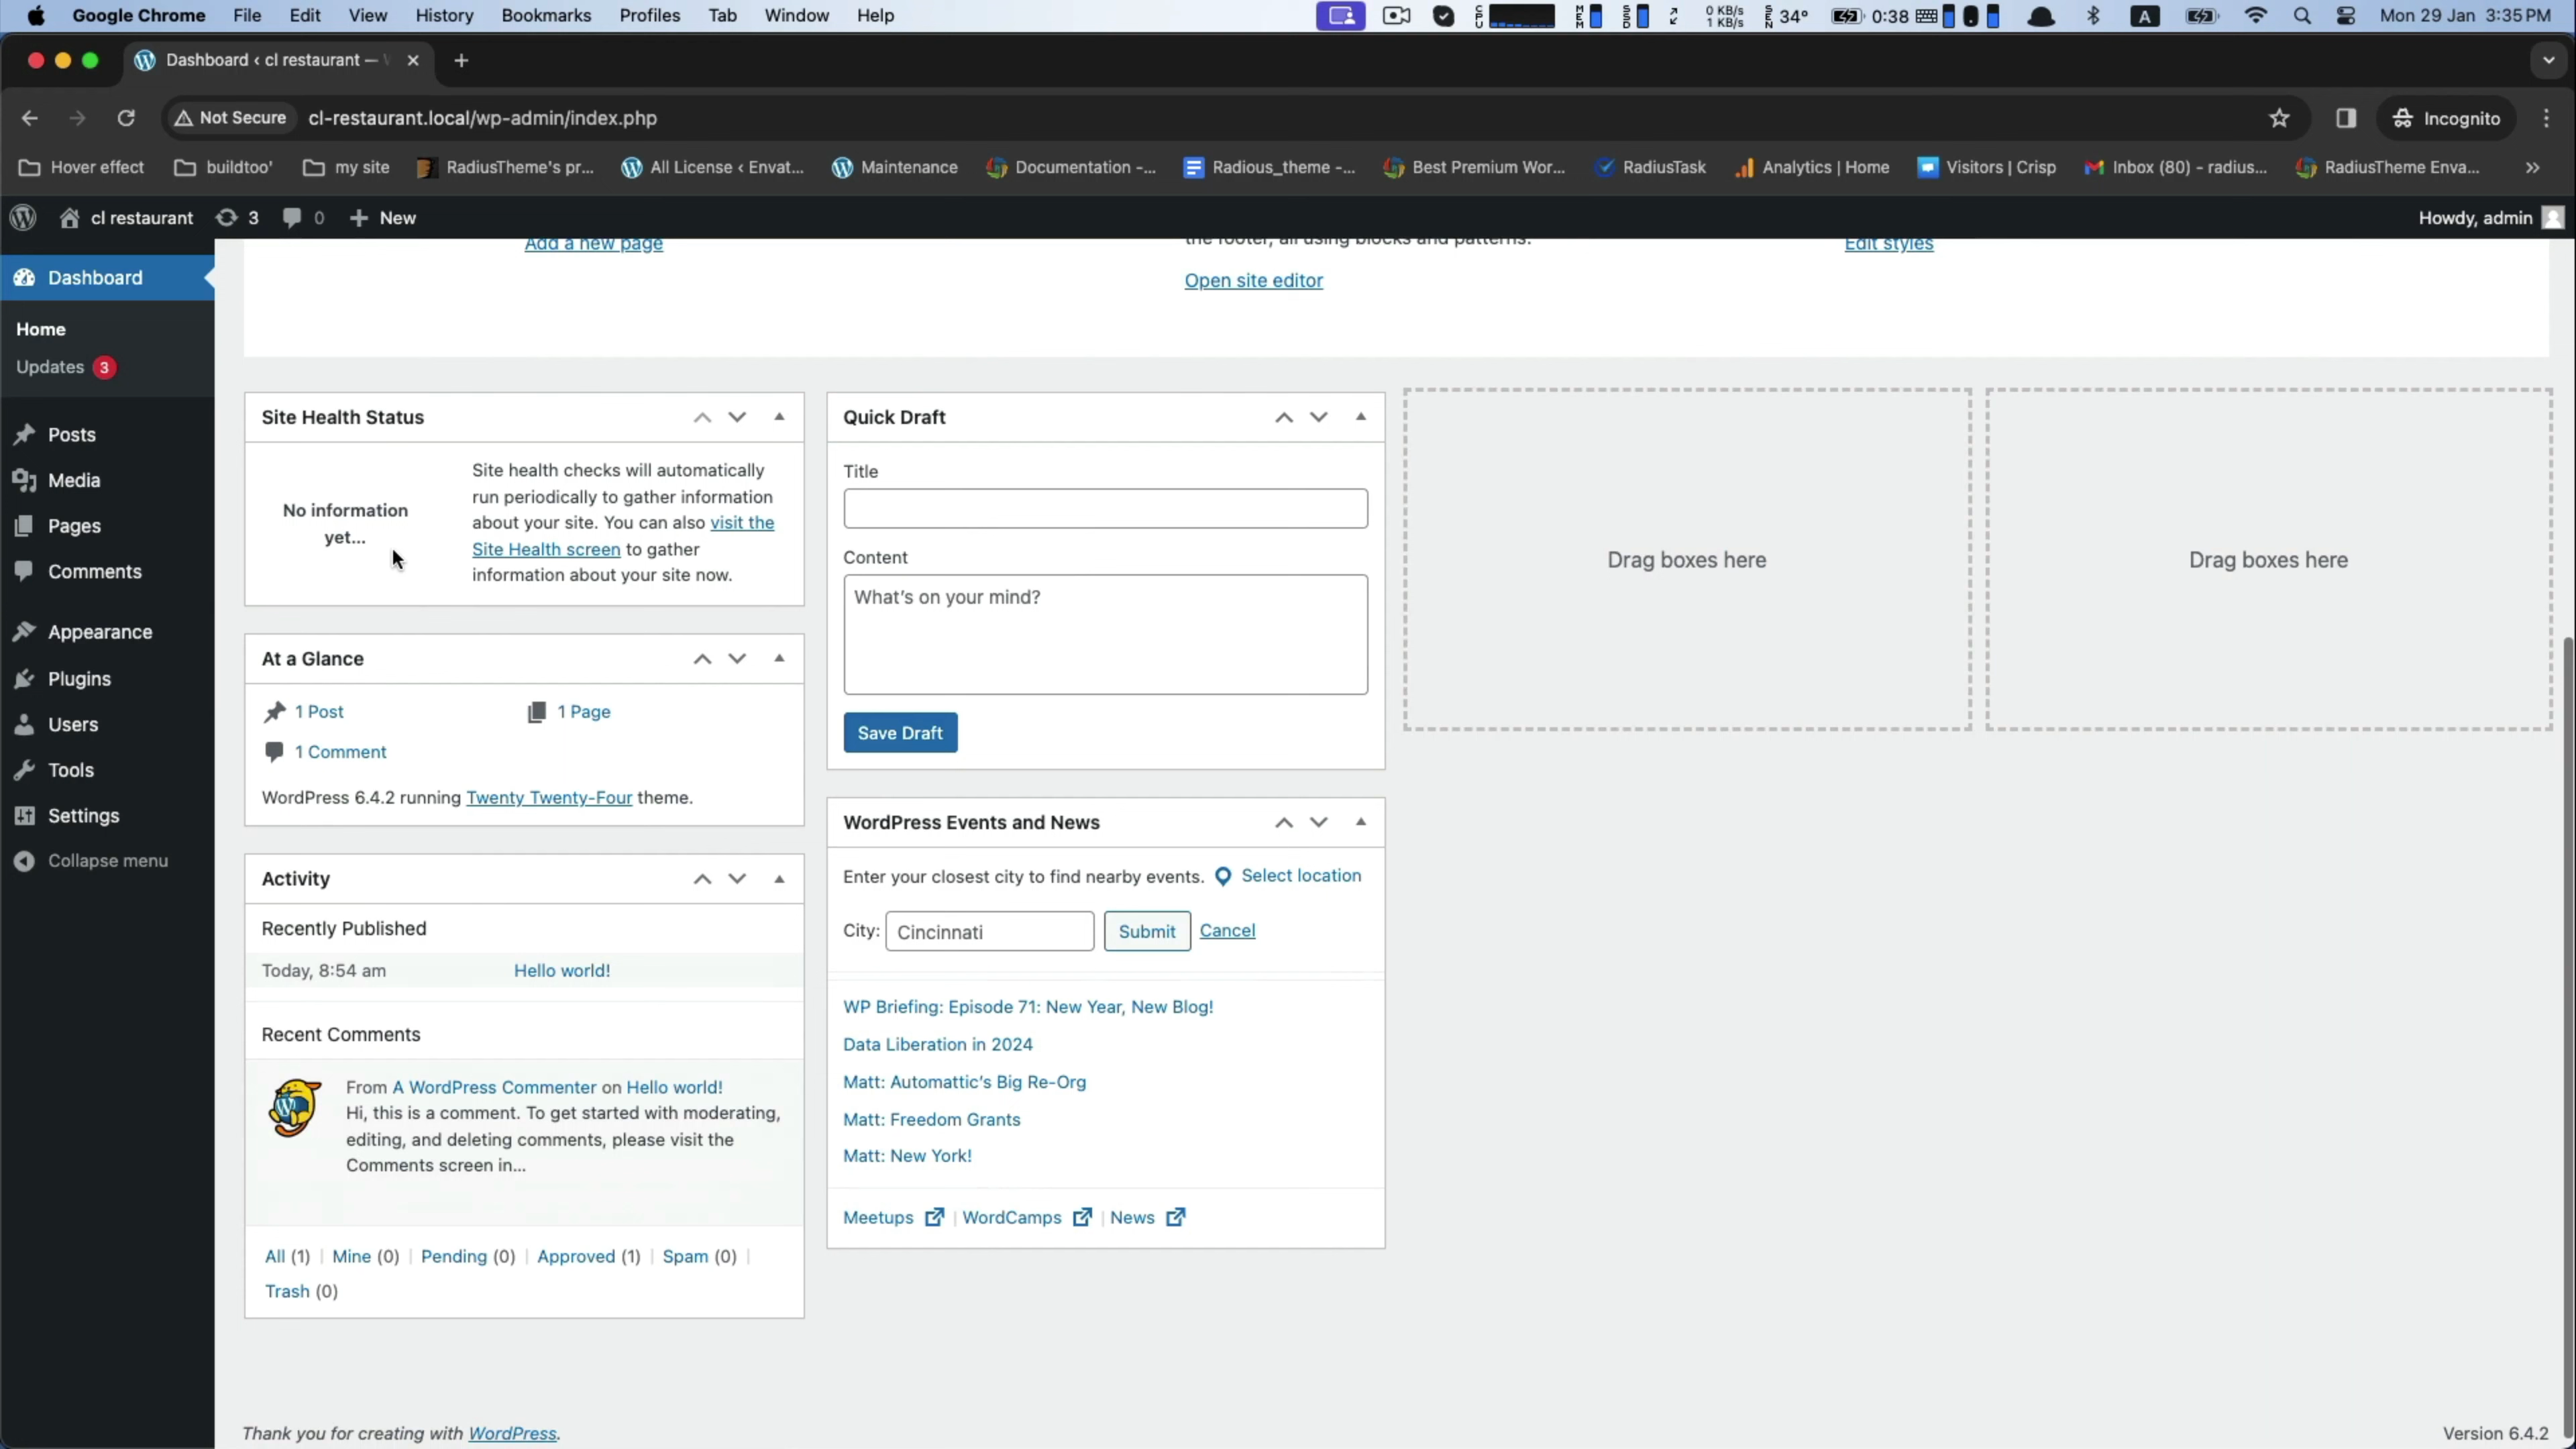 Google Chrome File Edit View History Bookmarks Profiles Tab Window Help
CPU MEM SSD 0 KB/s 1 KB/s SEN 34° 0:38 A Mon 29 Jan 3:35 PM
Dashboard ‹ cl restaurant —
Not Secure cl-restaurant.local/wp-admin/index.php Incognito
Hover effect buildtoo' my site RadiusTheme's pr... All License ‹ Envat... Maintenance Documentation -... Radious_theme -... Best Premium Wor... RadiusTask Analytics | Home Visitors | Crisp Inbox (80) - radius... RadiusTheme Enva... »
cl restaurant 3 0 + New Howdy, admin
Dashboard
Home
Updates 3
Posts
Media
Pages
Comments
Appearance
Plugins
Users
Tools
Settings
Collapse menu
Add a new page
the footer, all using blocks and patterns.
Open site editor
Edit styles
Site Health Status
No information
yet...
Site health checks will automatically
run periodically to gather information
about your site. You can also visit the
Site Health screen to gather
information about your site now.
At a Glance
1 Post 1 Page
1 Comment
WordPress 6.4.2 running Twenty Twenty-Four theme.
Activity
Recently Published
Today, 8:54 am Hello world!
Recent Comments
From A WordPress Commenter on Hello world!
Hi, this is a comment. To get started with moderating,
editing, and deleting comments, please visit the
Comments screen in...
All (1) | Mine (0) | Pending (0) | Approved (1) | Spam (0) |
Trash (0)
Quick Draft
Title
Content
What's on your mind?
Save Draft
WordPress Events and News
Enter your closest city to find nearby events. Select location
City: Cincinnati Submit Cancel
WP Briefing: Episode 71: New Year, New Blog!
Data Liberation in 2024
Matt: Automattic's Big Re-Org
Matt: Freedom Grants
Matt: New York!
Meetups | WordCamps | News
Drag boxes here
Drag boxes here
Thank you for creating with WordPress.
Version 6.4.2